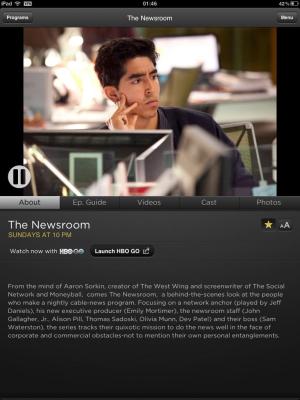 iPad VPN 01:46 42%
Programs The Newsroom Menu
About Ep. Guide Videos Cast Photos
The Newsroom
SUNDAYS AT 10 PM
AA
Watch now with HBO GO Launch HBO GO
From the mind of Aaron Sorkin, creator of The West Wing and screenwriter of The Social
Network and Moneyball, comes The Newsroom, a behind-the-scenes look at the people
who make a nightly cable-news program. Focusing on a network anchor (played by Jeff
Daniels), his new executive producer (Emily Mortimer), the newsroom staff (John
Gallagher, Jr., Alison Pill, Thomas Sadoski, Olivia Munn, Dev Patel) and their boss (Sam
Waterston), the series tracks their quixotic mission to do the news well in the face of
corporate and commercial obstacles-not to mention their own personal entanglements.